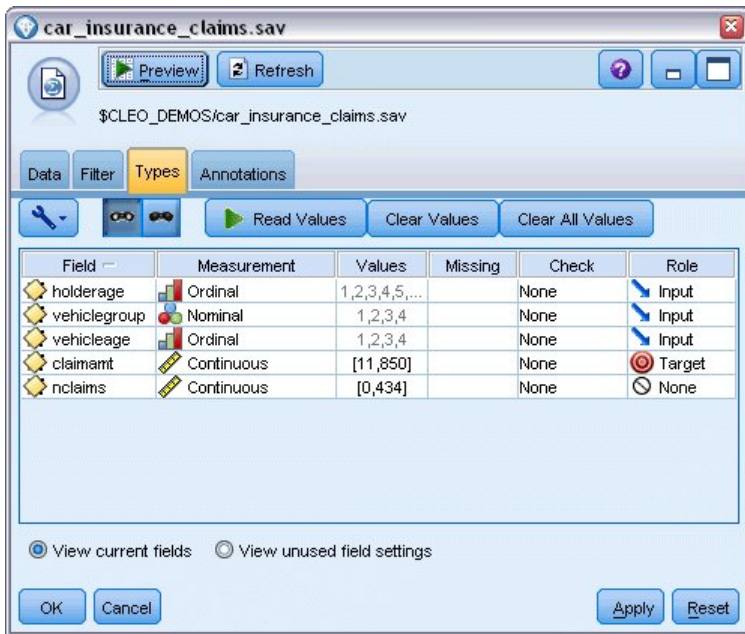 car_insurance_claims.sav
Preview Refresh
$CLEO_DEMOS/car_insurance_claims.sav
Data Filter Types Annotations
Read Values Clear Values Clear All Values
Field Measurement Values Missing Check Role
holderage Ordinal 1,2,3,4,5,... None Input
vehiclegroup Nominal 1,2,3,4 None Input
vehicleage Ordinal 1,2,3,4 None Input
claimamt Continuous [11,850] None Target
nclaims Continuous [0,434] None None
View current fields View unused field settings
OK Cancel Apply Reset